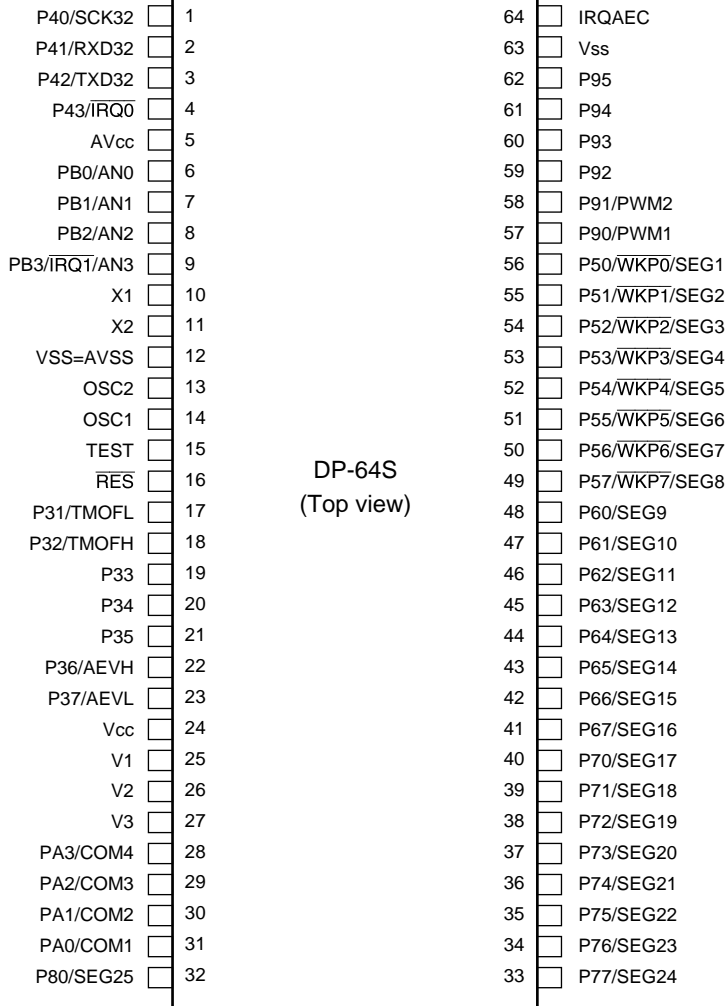 P40/SCK32 1 64 IRQAEC
P41/RXD32 2 63 Vss
P42/TXD32 3 62 P95
P43/IRQ0 4 61 P94
AVcc 5 60 P93
PB0/AN0 6 59 P92
PB1/AN1 7 58 P91/PWM2
PB2/AN2 8 57 P90/PWM1
PB3/IRQ1/AN3 9 56 P50/WKP0/SEG1
X1 10 55 P51/WKP1/SEG2
X2 11 54 P52/WKP2/SEG3
VSS=AVSS 12 53 P53/WKP3/SEG4
OSC2 13 52 P54/WKP4/SEG5
OSC1 14 51 P55/WKP5/SEG6
TEST 15 50 P56/WKP6/SEG7
DP-64S
RES 16 49 P57/WKP7/SEG8
(Top view)
P31/TMOFL 17 48 P60/SEG9
P32/TMOFH 18 47 P61/SEG10
P33 19 46 P62/SEG11
P34 20 45 P63/SEG12
P35 21 44 P64/SEG13
P36/AEVH 22 43 P65/SEG14
P37/AEVL 23 42 P66/SEG15
Vcc 24 41 P67/SEG16
V1 25 40 P70/SEG17
V2 26 39 P71/SEG18
V3 27 38 P72/SEG19
PA3/COM4 28 37 P73/SEG20
PA2/COM3 29 36 P74/SEG21
PA1/COM2 30 35 P75/SEG22
PA0/COM1 31 34 P76/SEG23
P80/SEG25 32 33 P77/SEG24